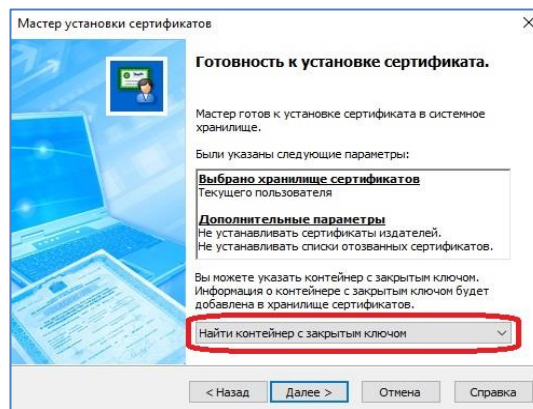 Мастер установки сертификатов
Готовность к установке сертификата.
Мастер готов к установке сертификата в системное
хранилище.
Были указаны следующие параметры:
Выбрано хранилище сертификатов
Текущего пользователя
Дополнительные параметры
Не устанавливать сертификаты издателей.
Не устанавливать списки отозванных сертификатов.
Вы можете указать контейнер с закрытым ключом.
Информация о контейнере с закрытым ключом будет
добавлена в хранилище сертификатов.
Найти контейнер с закрытым ключом
< Назад Далее > Отмена Справка